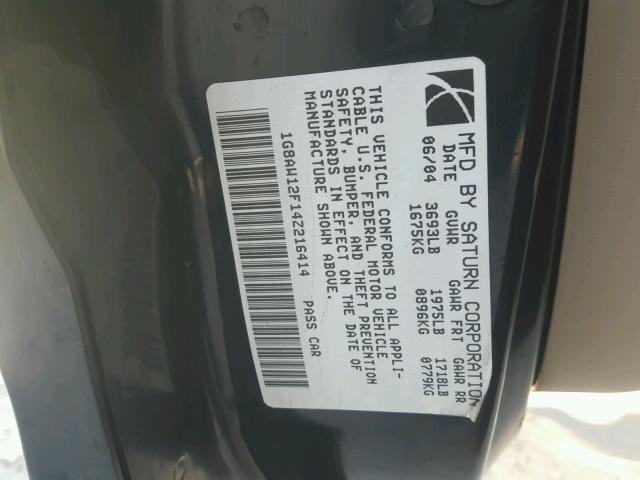 MFD BY SATURN CORPORATION
DATE GVWR GAWR FRT GAWR RR
06/04 3693LB 1975LB 1718LB
1675KG 0896KG 0779KG
THIS VEHICLE CONFORMS TO ALL APPLI-
CABLE U.S. FEDERAL MOTOR VEHICLE
SAFETY, BUMPER, AND THEFT PREVENTION
STANDARDS IN EFFECT ON THE DATE OF
MANUFACTURE SHOWN ABOVE.
1G8AW12F14Z216414 PASS CAR